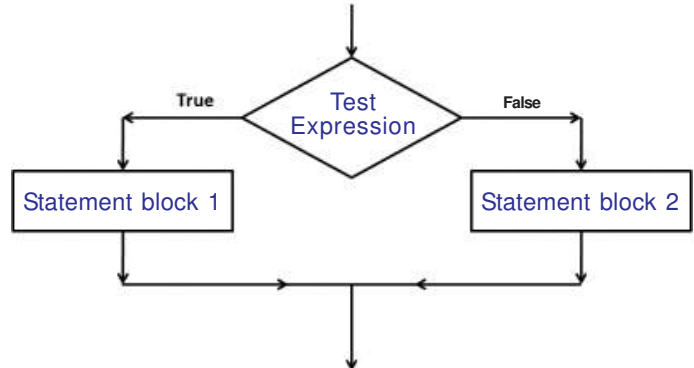 True
Test
Expression
False
Statement block 1
Statement block 2